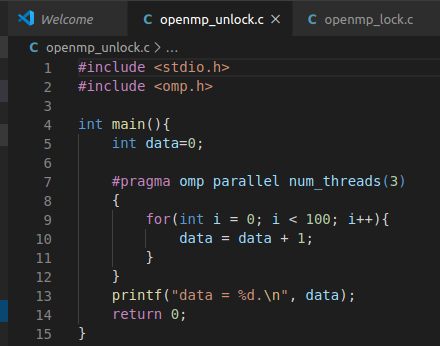 Welcome openmp_unlock.c × openmp_lock.c
openmp_unlock.c > ...
1 #include <stdio.h>
2 #include <omp.h>
3
4 int main(){
5     int data=0;
6
7     #pragma omp parallel num_threads(3)
8     {
9         for(int i = 0; i < 100; i++){
10             data = data + 1;
11         }
12     }
13     printf("data = %d.\n", data);
14     return 0;
15 }